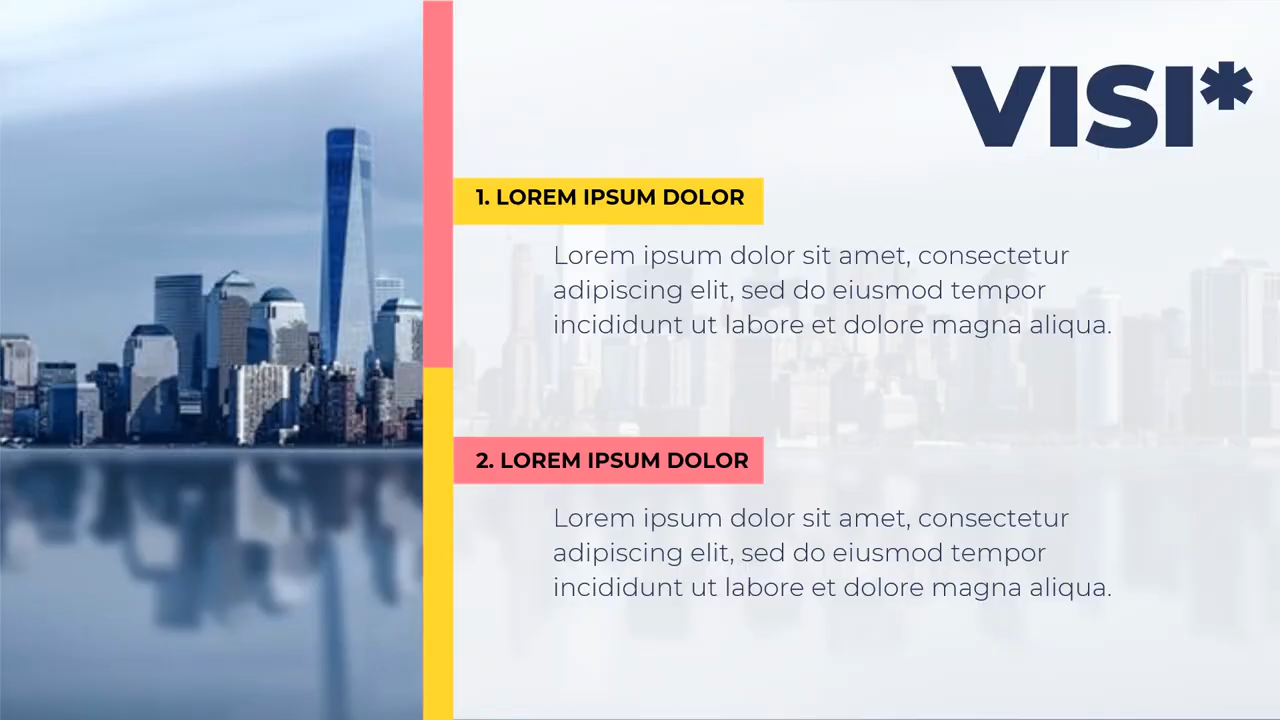 VISI*
1. LOREM IPSUM DOLOR
Lorem ipsum dolor sit amet, consectetur
adipiscing elit, sed do eiusmod tempor
incididunt ut labore et dolore magna aliqua.
2. LOREM IPSUM DOLOR
Lorem ipsum dolor sit amet, consectetur
adipiscing elit, sed do eiusmod tempor
incididunt ut labore et dolore magna aliqua.